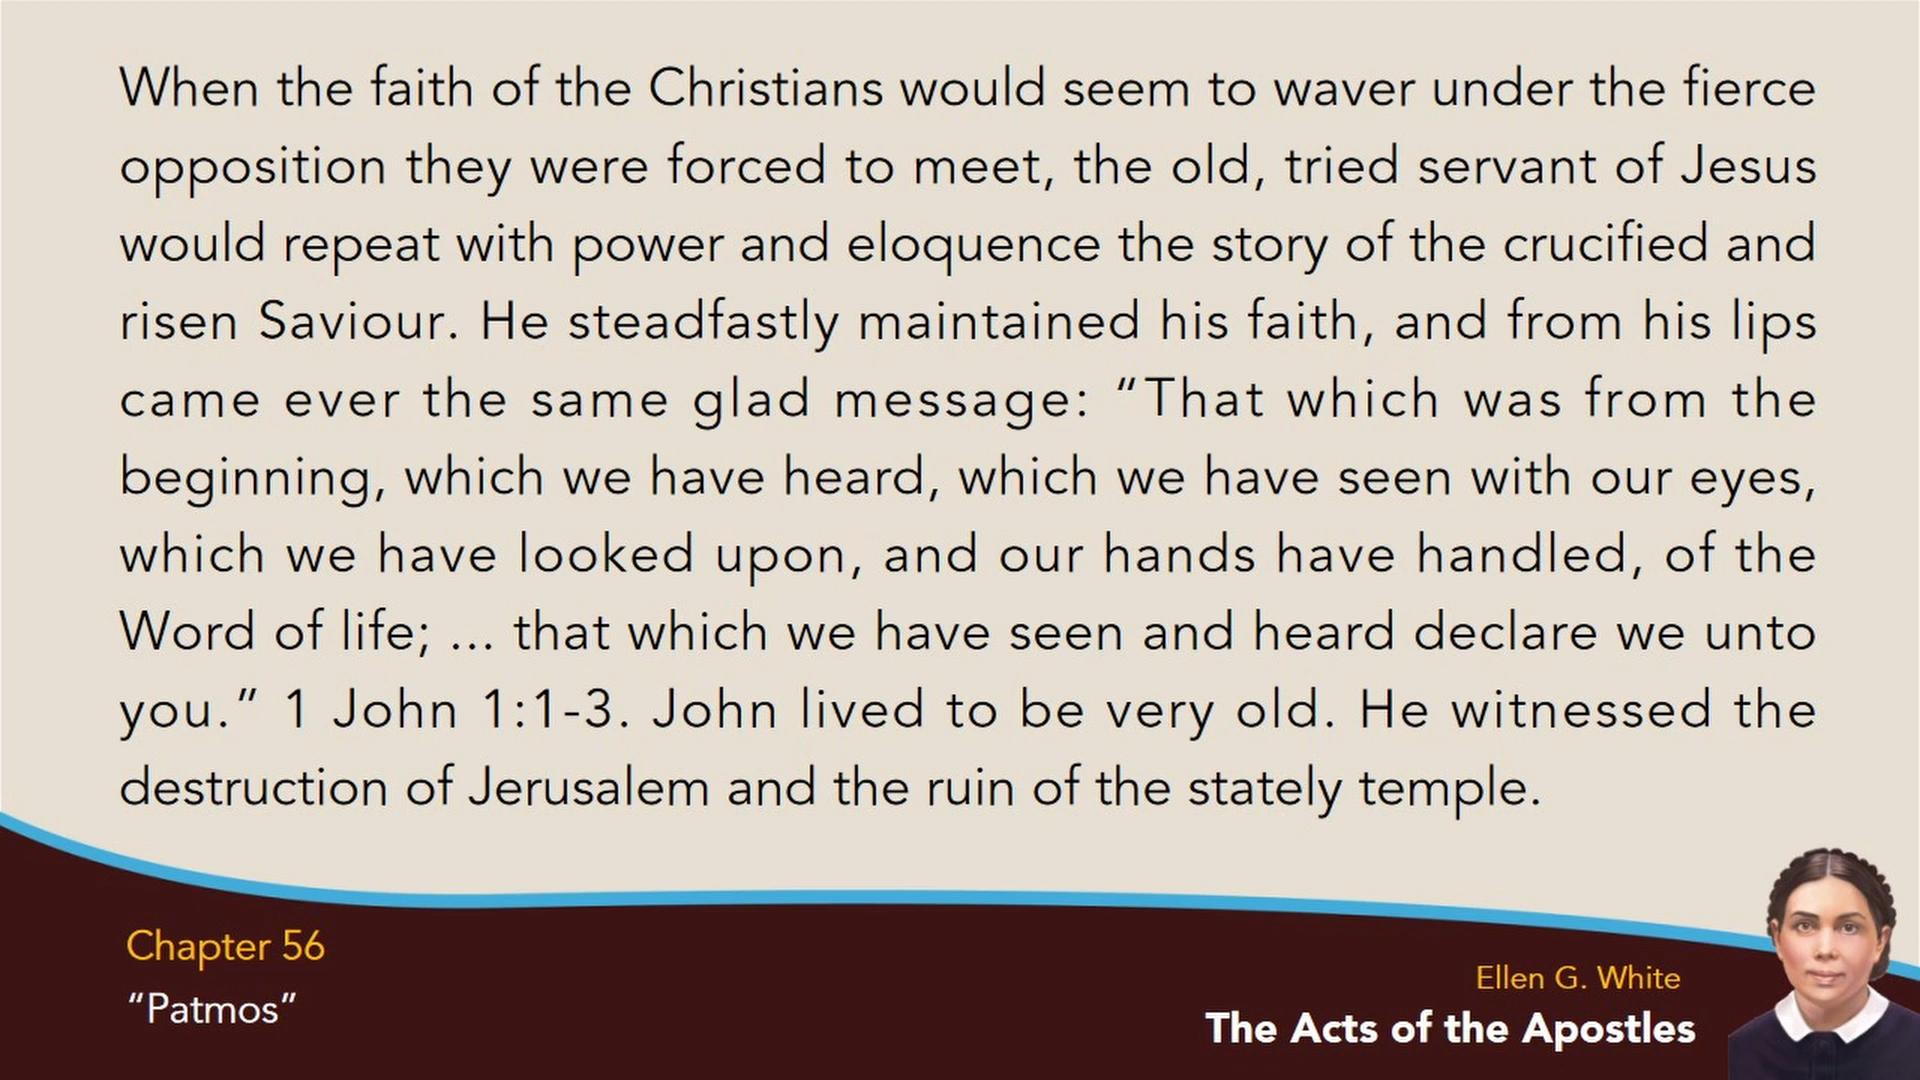 When the faith of the Christians would seem to waver under the fierce
opposition they were forced to meet, the old, tried servant of Jesus
would repeat with power and eloquence the story of the crucified and
risen Saviour. He steadfastly maintained his faith, and from his lips
came ever the same glad message: “That which was from the
beginning, which we have heard, which we have seen with our eyes,
which we have looked upon, and our hands have handled, of the
Word of life; ... that which we have seen and heard declare we unto
you.” 1 John 1:1-3. John lived to be very old. He witnessed the
destruction of Jerusalem and the ruin of the stately temple.
Chapter 56
“Patmos”
Ellen G. White
The Acts of the Apostles